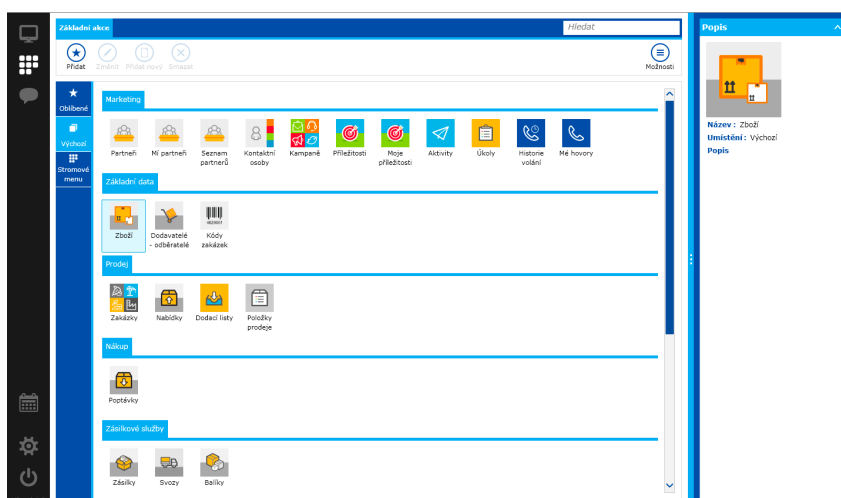 Základní akce
Hledat
Přidat
Změnit
Přidat nový
Smazat
Možnosti
Oblíbené
Výchozí
Stromové
menu
Marketing
Partneři
Mí partneři
Seznam
partnerů
Kontaktní
osoby
Kampaně
Příležitosti
Moje
příležitosti
Aktivity
Úkoly
Historie
volání
Mé hovory
Základní data
Zboží
Dodavatelé
- odběratelé
Kódy
zakázek
Prodej
Zakázky
Nabídky
Dodací listy
Položky
prodeje
Nákup
Poptávky
Zásilkové služby
Zásilky
Svozy
Balíky
Popis
Název : Zboží
Umístění : Výchozí
Popis